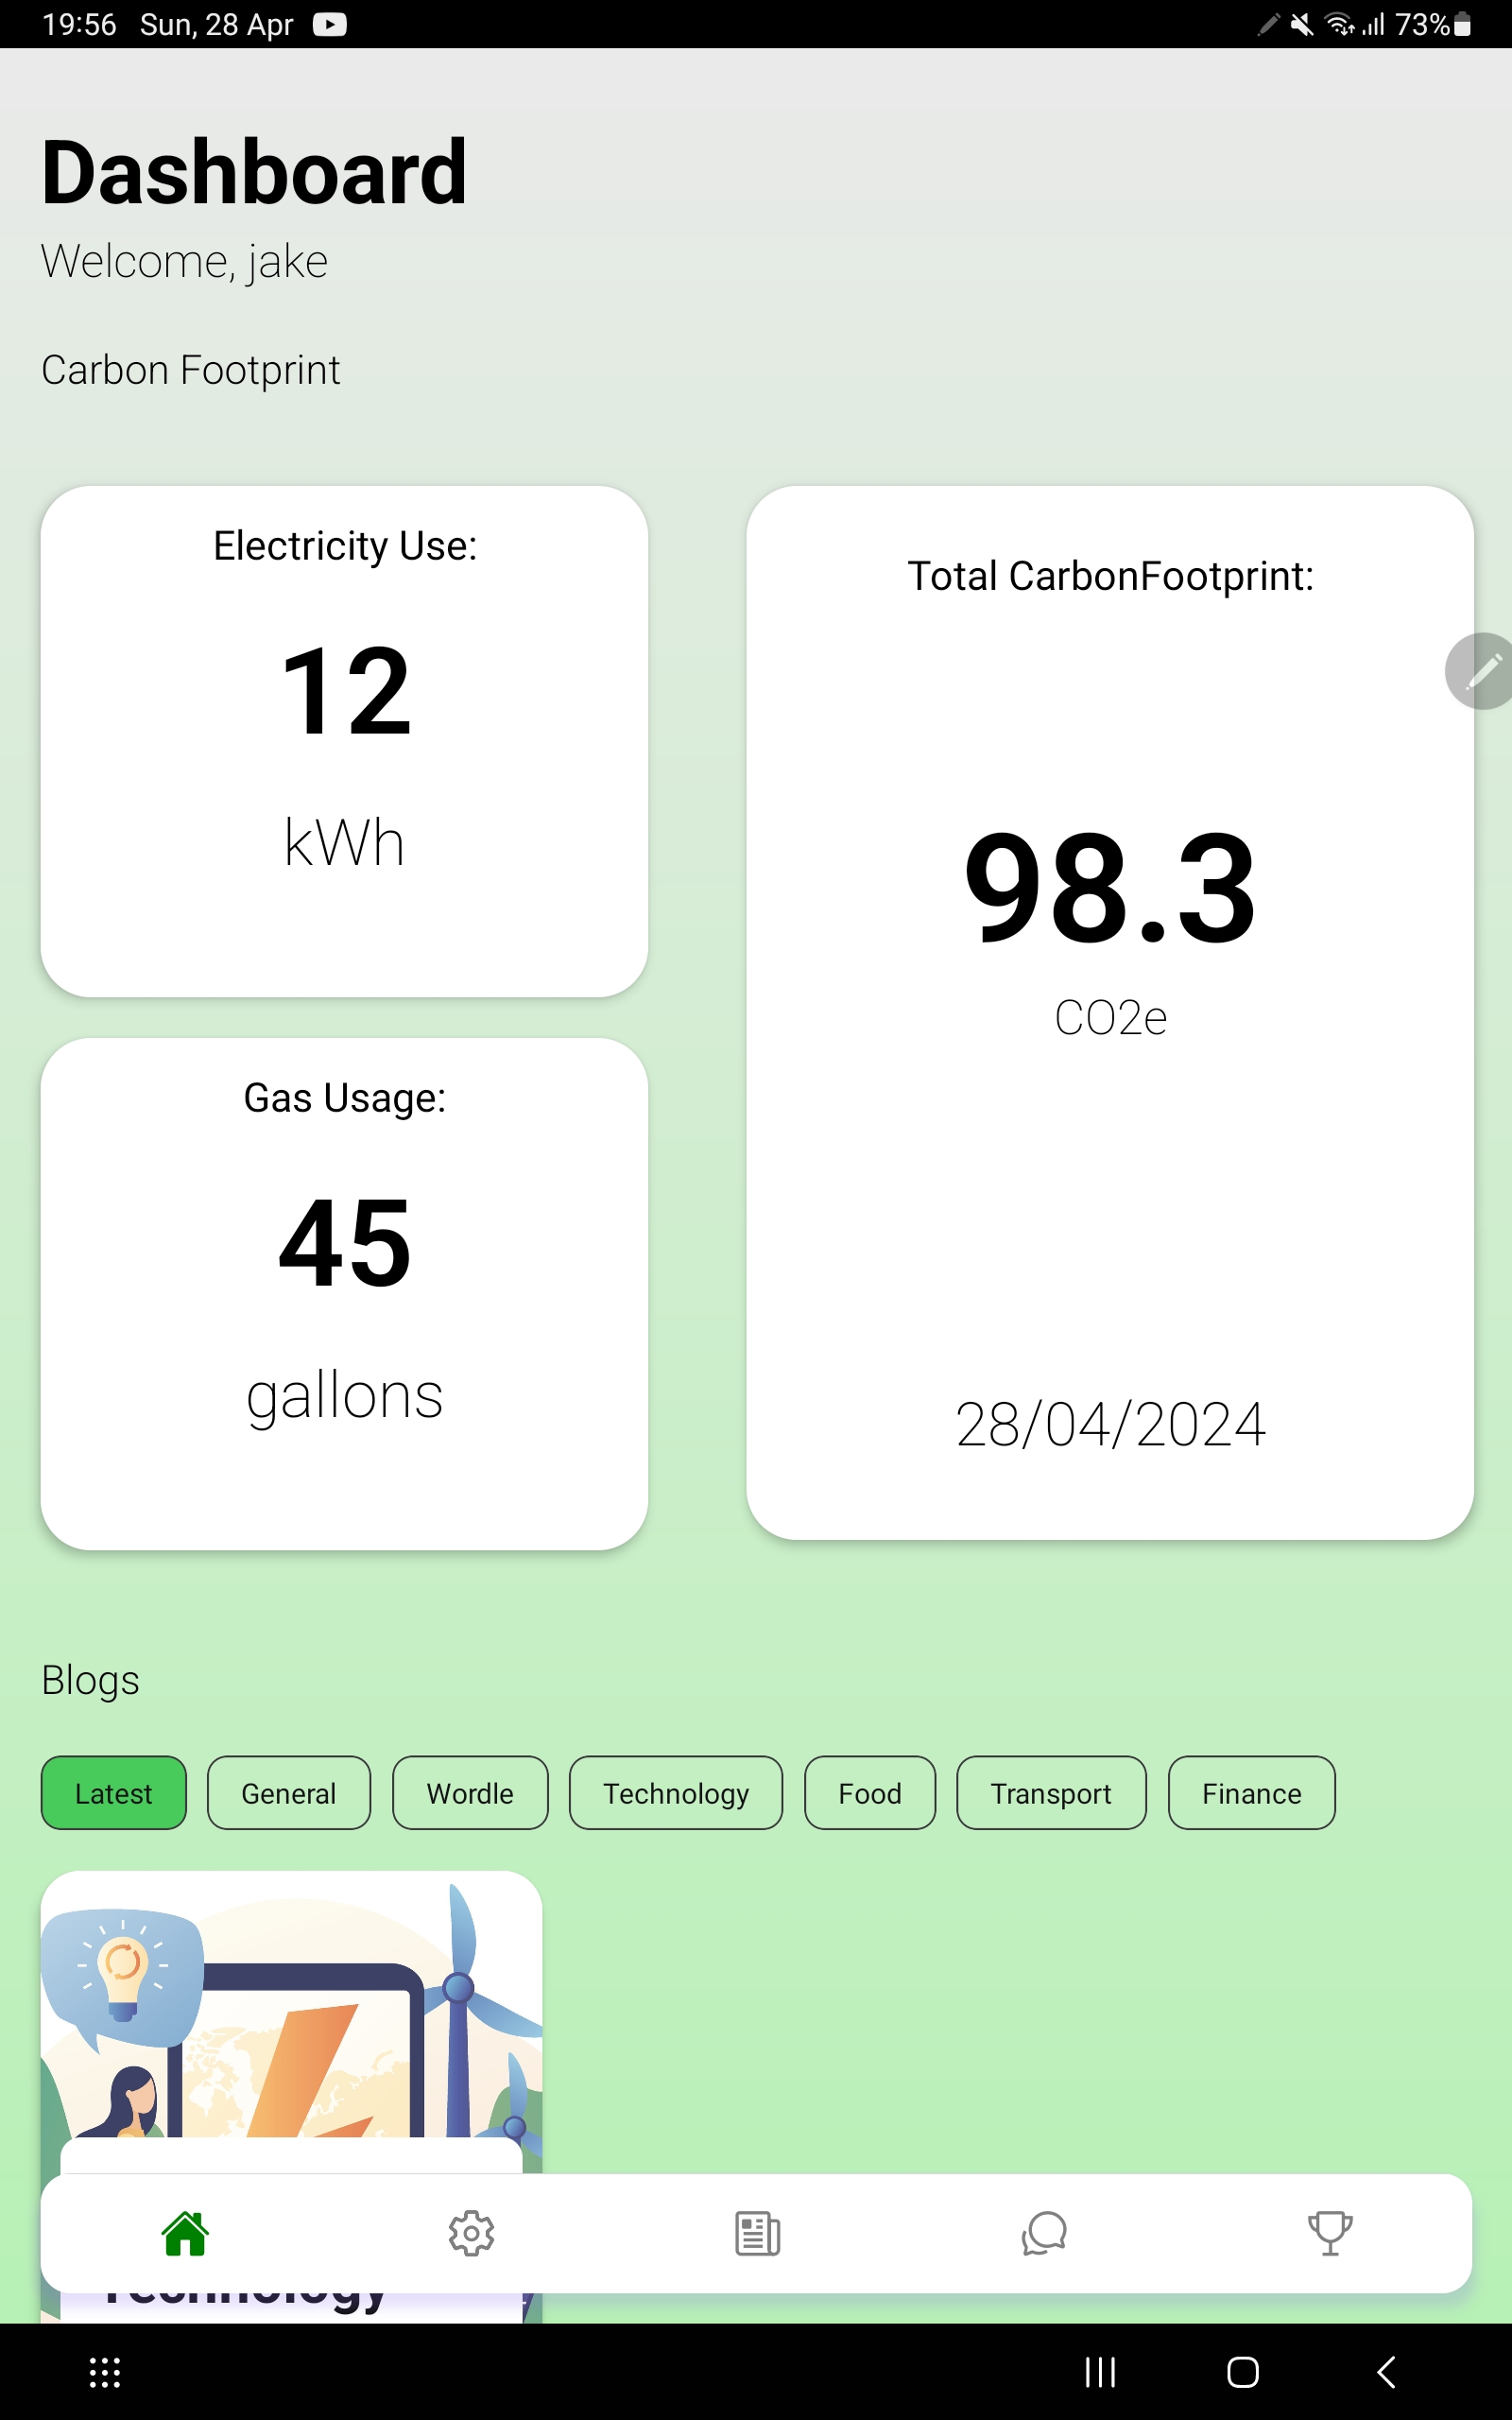 19:56 Sun, 28 Apr 73%
Dashboard
Welcome, jake
Carbon Footprint
Electricity Use:
12
kWh
Total CarbonFootprint:
98.3
CO2e
28/04/2024
Gas Usage:
45
gallons
Blogs
Latest General Wordle Technology Food Transport Finance
Technology